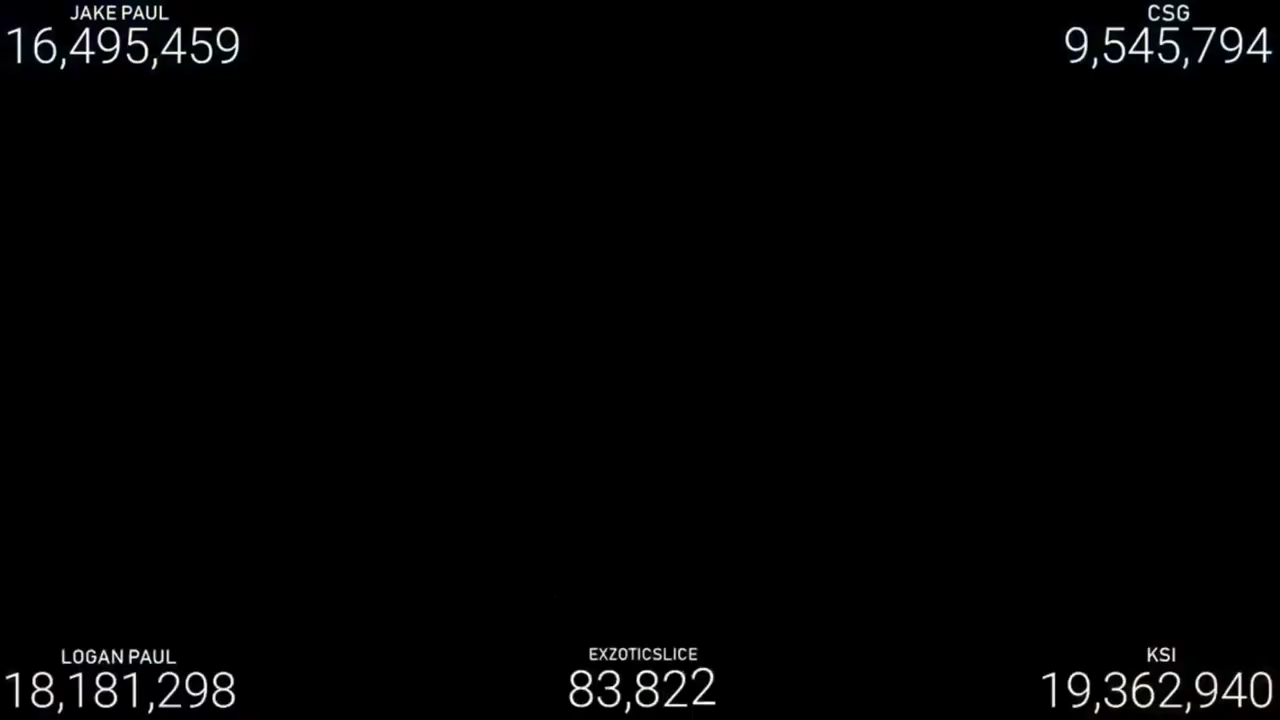 JAKE PAUL
16,495,459
CSG
9,545,794
LOGAN PAUL
18,181,298
EXZOTICSLICE
83,822
KSI
19,362,940